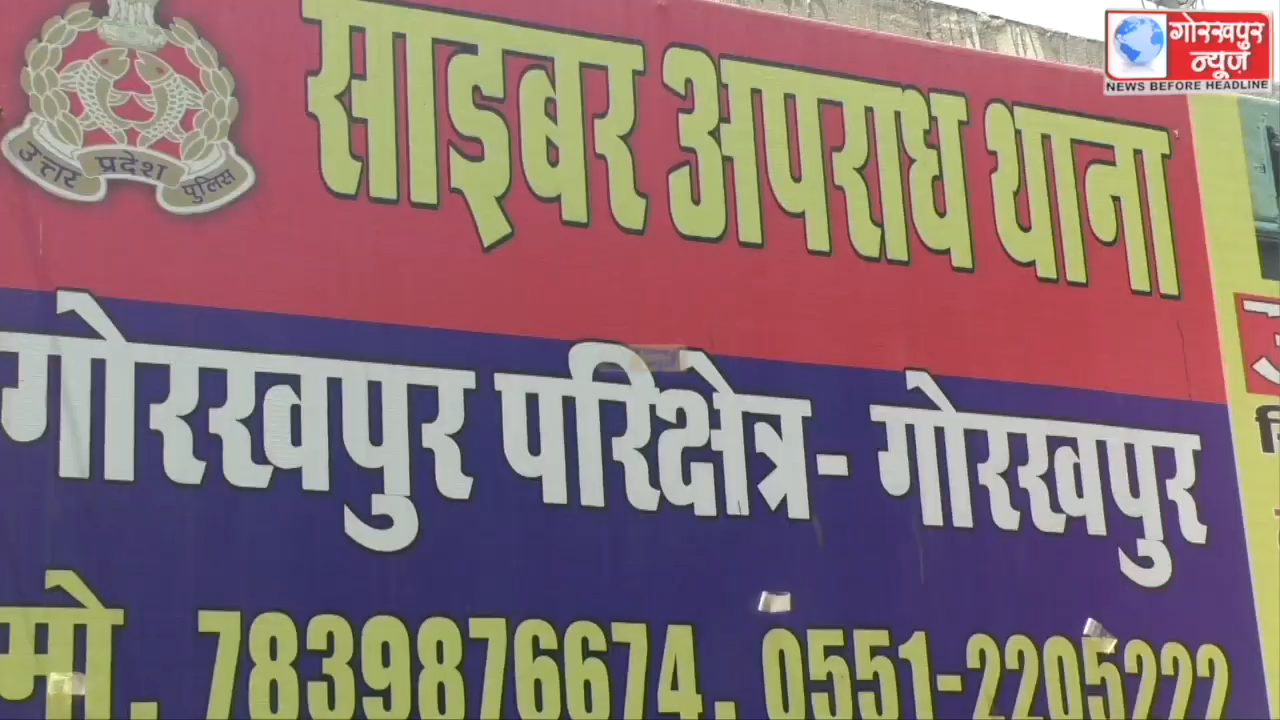 गोरखपुर
न्यूज़
NEWS BEFORE HEADLINE
उत्तर प्रदेश पुलिस
साइबर अपराध थाना
गोरखपुर परिक्षेत्र- गोरखपुर
मो. 7839876674, 0551-2205222